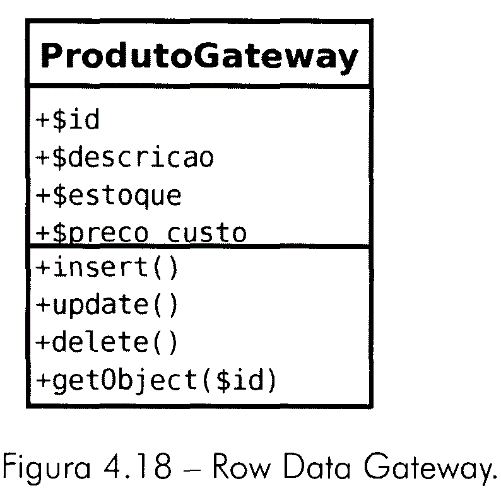 ProdutoGateway
+$id
+$descricao
+$estoque
+$preco_custo
+insert()
+update()
+delete()
+getObject($id)
Figura 4.18 – Row Data Gateway.